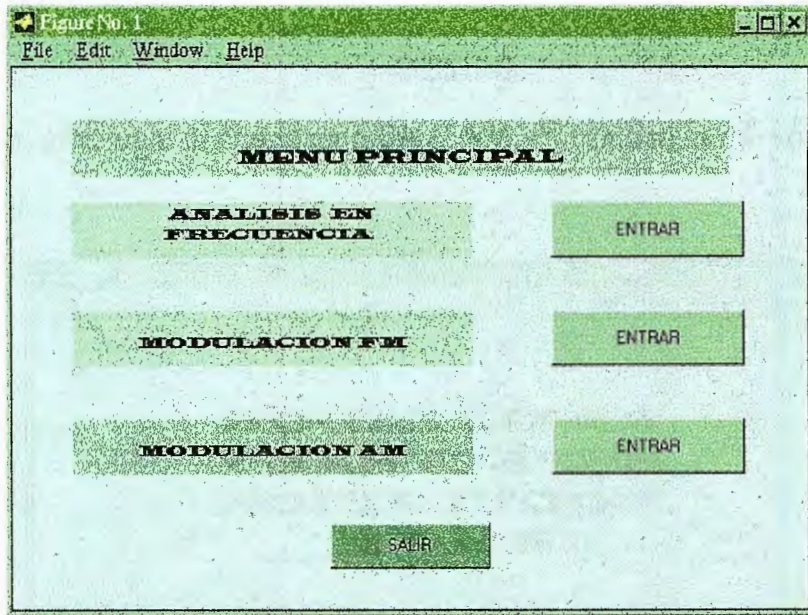 Figure No. 1
File Edit Window Help
MENU PRINCIPAL
ANALISIS EN
FRECUENCIA
ENTRAR
MODULACION FM
ENTRAR
MODULACION AM
ENTRAR
SALIR